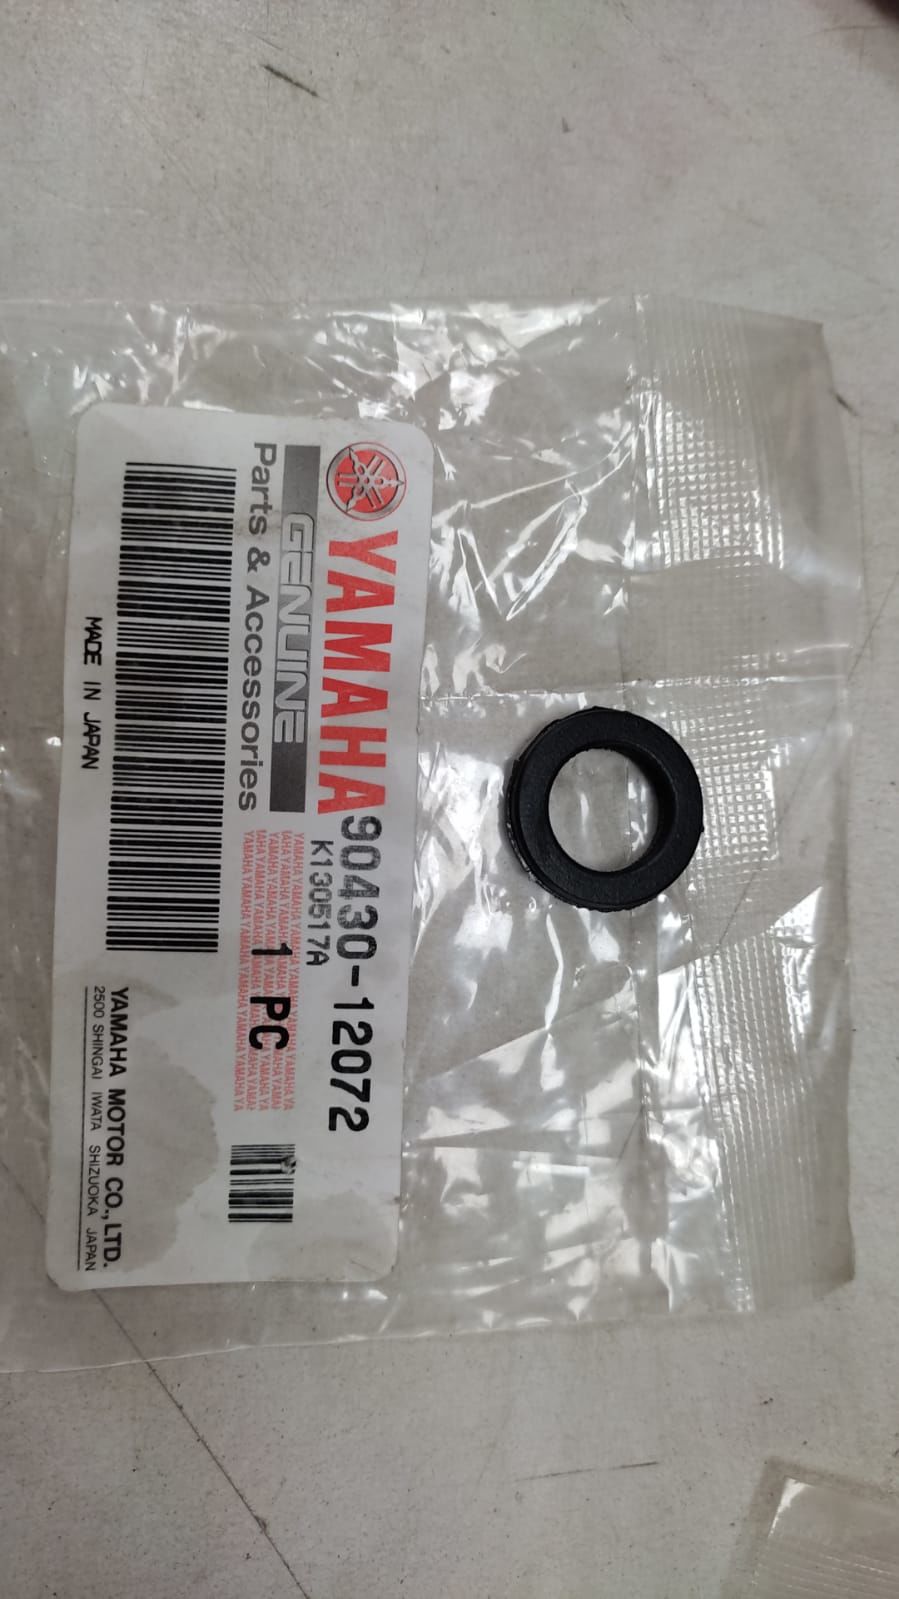 YAMAHA
GENUINE
Parts & Accessories
90430-12072
K130517A
1 PC
MADE IN JAPAN
YAMAHA MOTOR CO., LTD.
2500 SHINGAI IWATA SHIZUOKA JAPAN